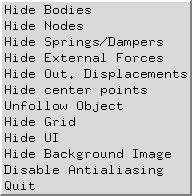 Hide Bodies
Hide Nodes
Hide Springs/Dampers
Hide External Forces
Hide Out. Displacements
Hide center points
Unfollow Object
Hide Grid
Hide UI
Hide Background Image
Disable Antialiasing
Quit